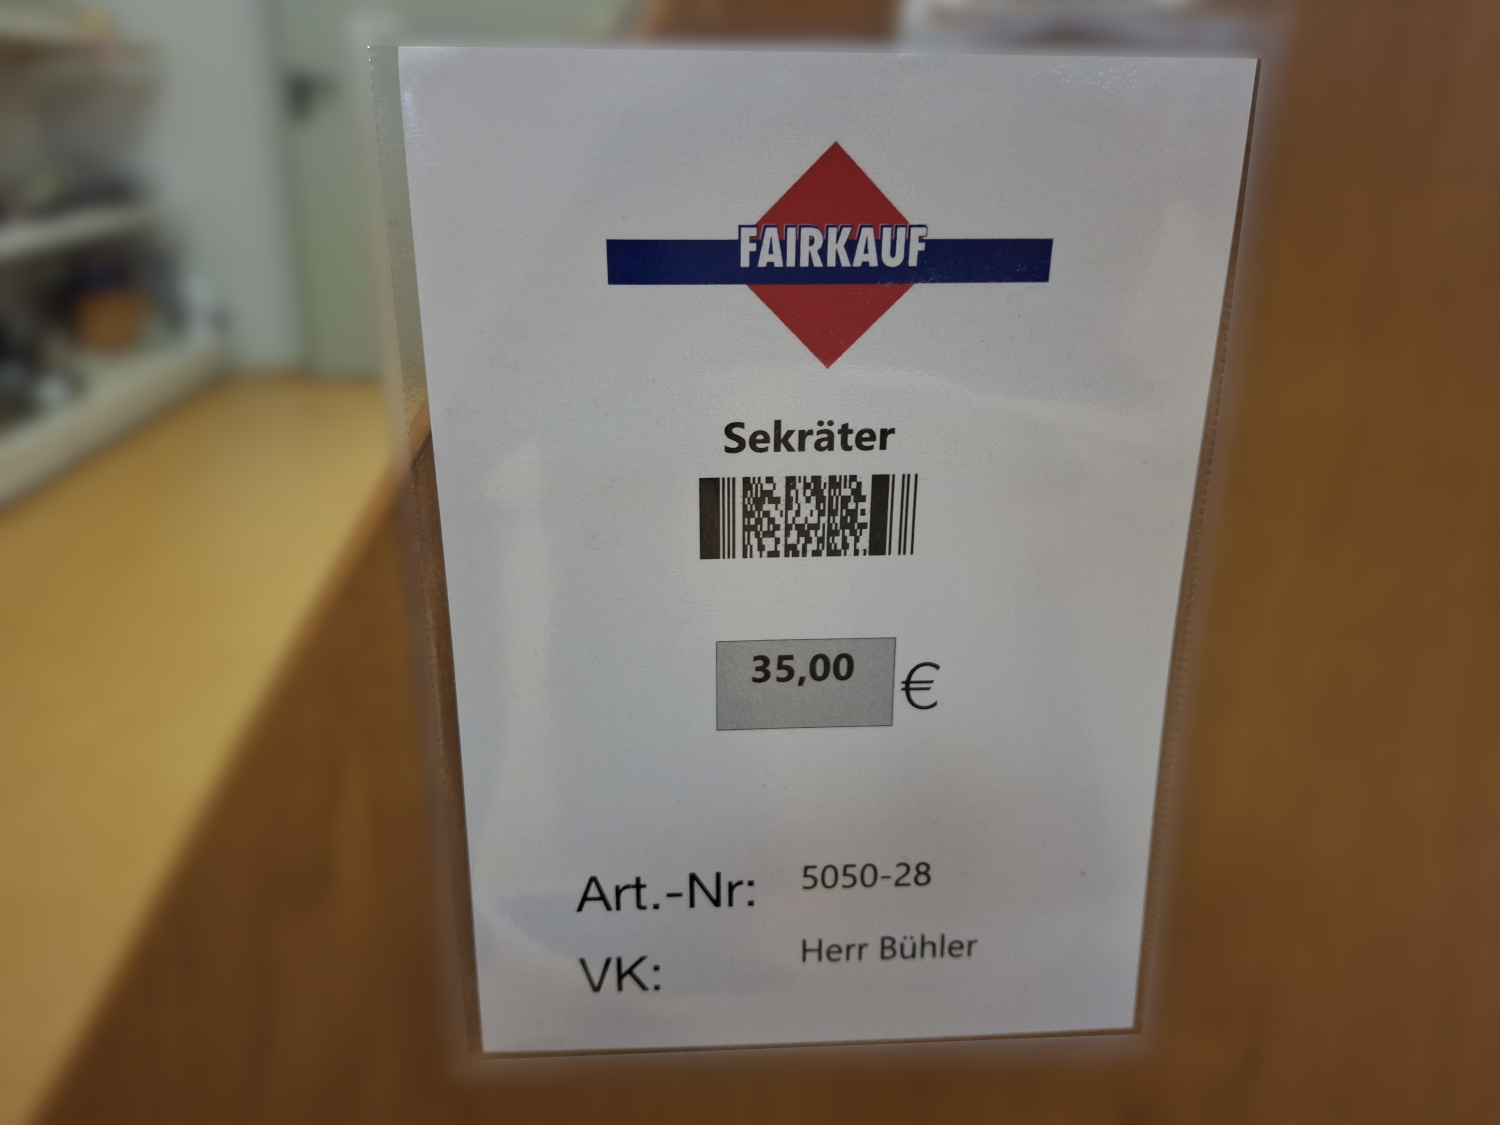 FAIRKAUF
Sekräter
35,00 €
Art.-Nr: 5050-28
VK: Herr Bühler